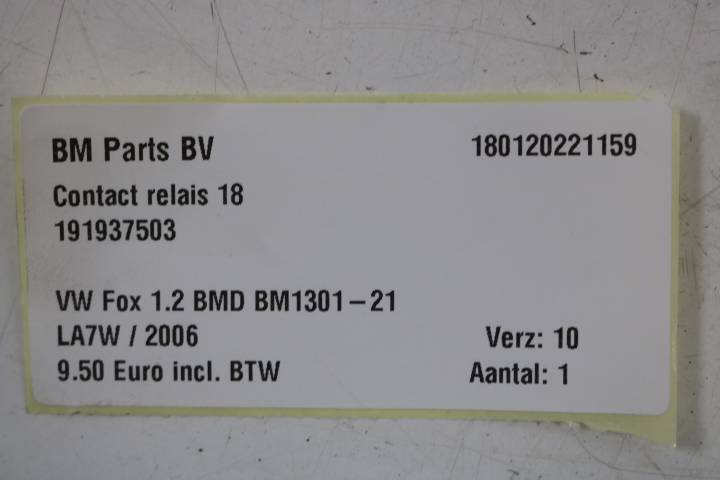 BM Parts BV 180120221159
Contact relais 18
191937503
VW Fox 1.2 BMD BM1301-21
LA7W / 2006 Verz: 10
9.50 Euro incl. BTW Aantal: 1